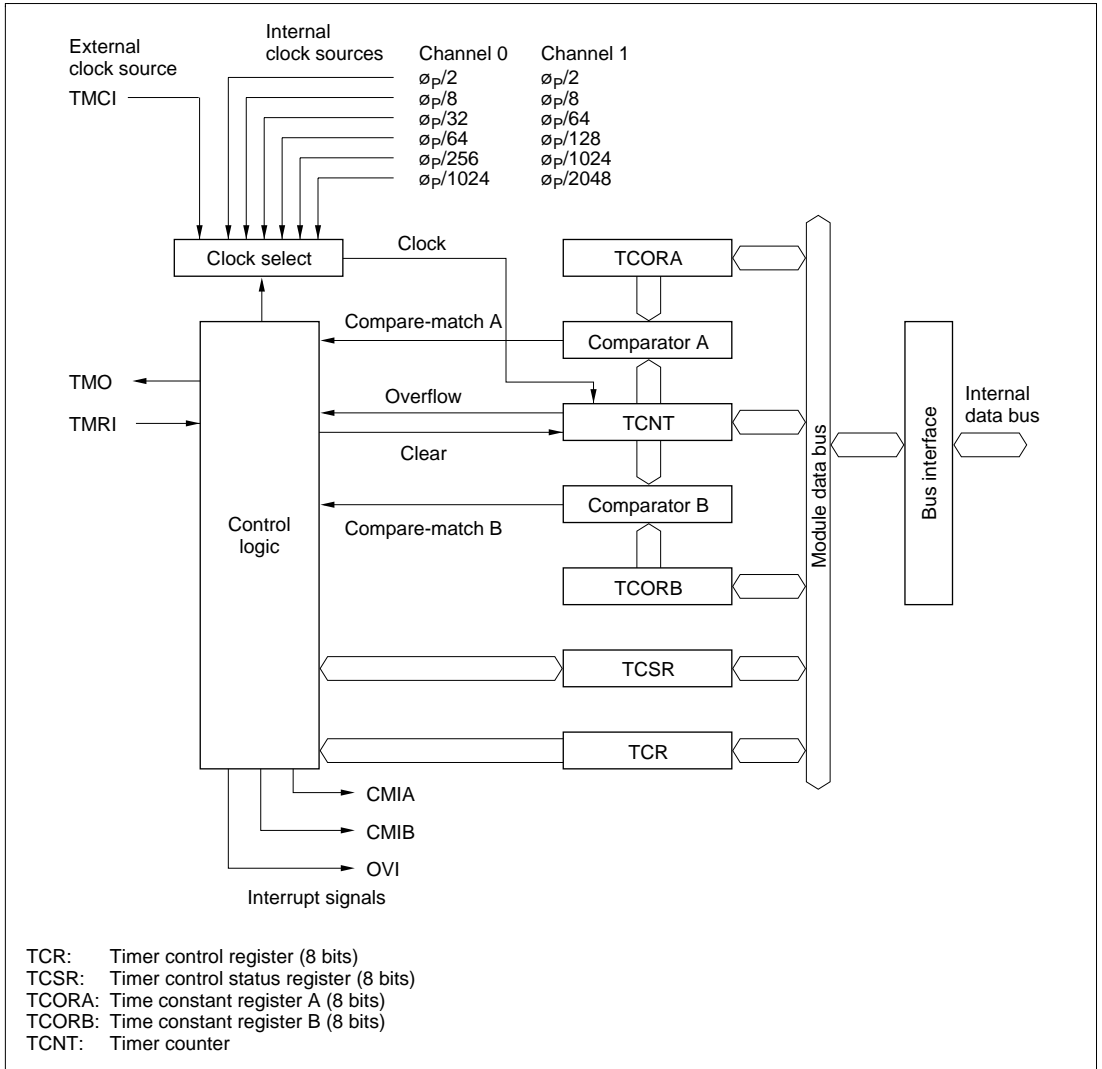 External
clock source
TMCI
Internal
clock sources
Channel 0 Channel 1
øP/2 øP/2
øP/8 øP/8
øP/32 øP/64
øP/64 øP/128
øP/256 øP/1024
øP/1024 øP/2048
Clock select
Clock
TCORA
Compare-match A
Comparator A
TMO
TMRI
Overflow
TCNT
Clear
Internal
data bus
Comparator B
Compare-match B
Control
logic
Module data bus
Bus interface
TCORB
TCSR
TCR
CMIA
CMIB
OVI
Interrupt signals
TCR: Timer control register (8 bits)
TCSR: Timer control status register (8 bits)
TCORA: Time constant register A (8 bits)
TCORB: Time constant register B (8 bits)
TCNT: Timer counter